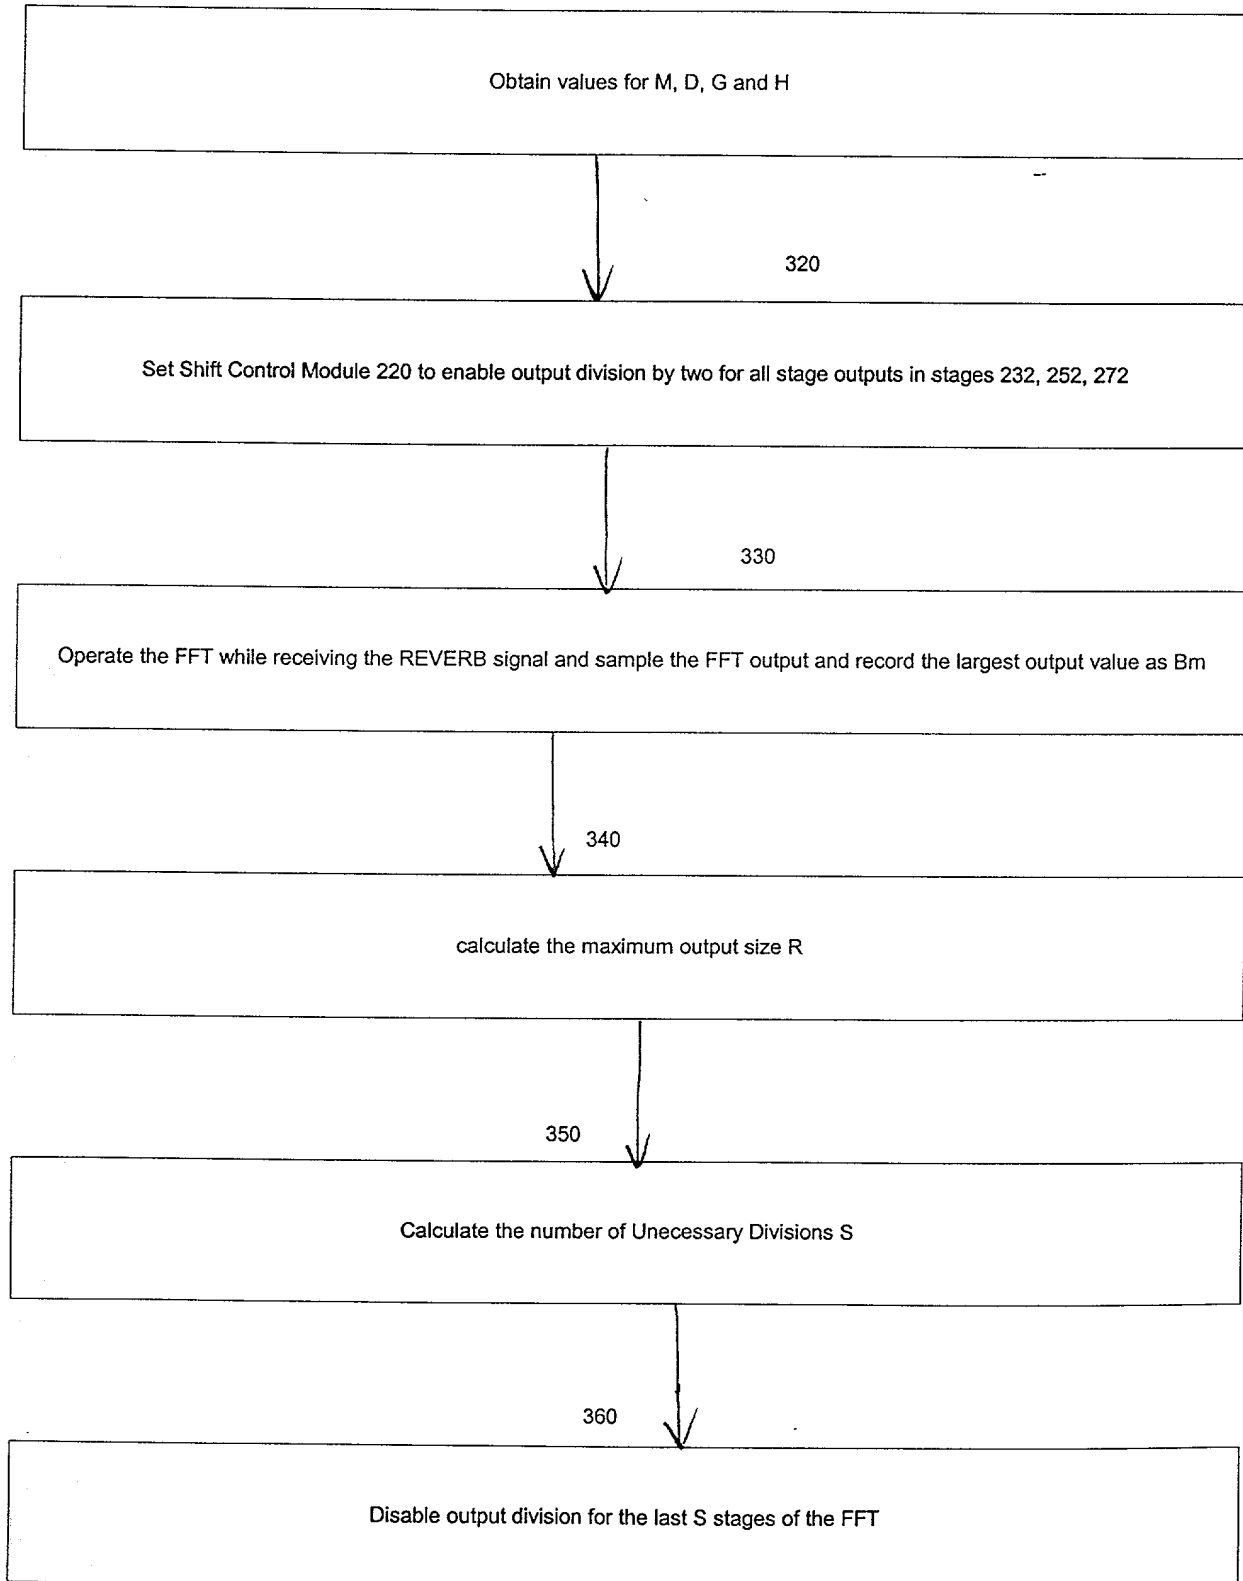 Obtain values for M, D, G and H
320
Set Shift Control Module 220 to enable output division by two for all stage outputs in stages 232, 252, 272
330
Operate the FFT while receiving the REVERB signal and sample the FFT output and record the largest output value as Bm
340
calculate the maximum output size R
350
Calculate the number of Unecessary Divisions S
360
Disable output division for the last S stages of the FFT